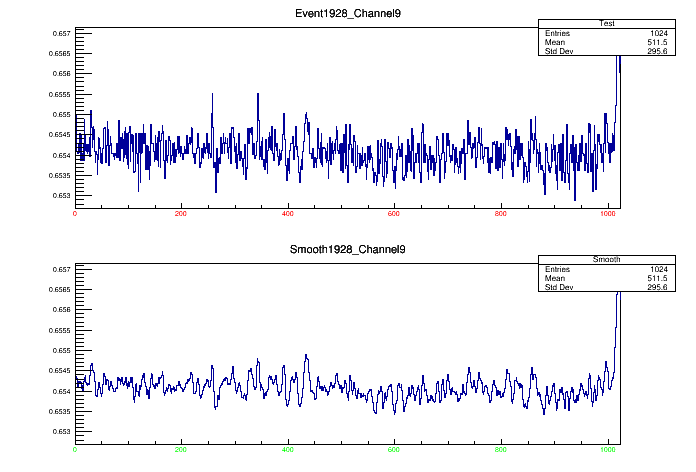 Event1928_Channel9
Test
Entries 1024
Mean 511.5
Std Dev 295.6
0.657
0.6565
0.656
0.6555
0.655
0.6545
0.654
0.6535
0.653
0 200 400 600 800 1000
Smooth1928_Channel9
Smooth
Entries 1024
Mean 511.5
Std Dev 295.6
0.657
0.6565
0.656
0.6555
0.655
0.6545
0.654
0.6535
0.653
0 200 400 600 800 1000